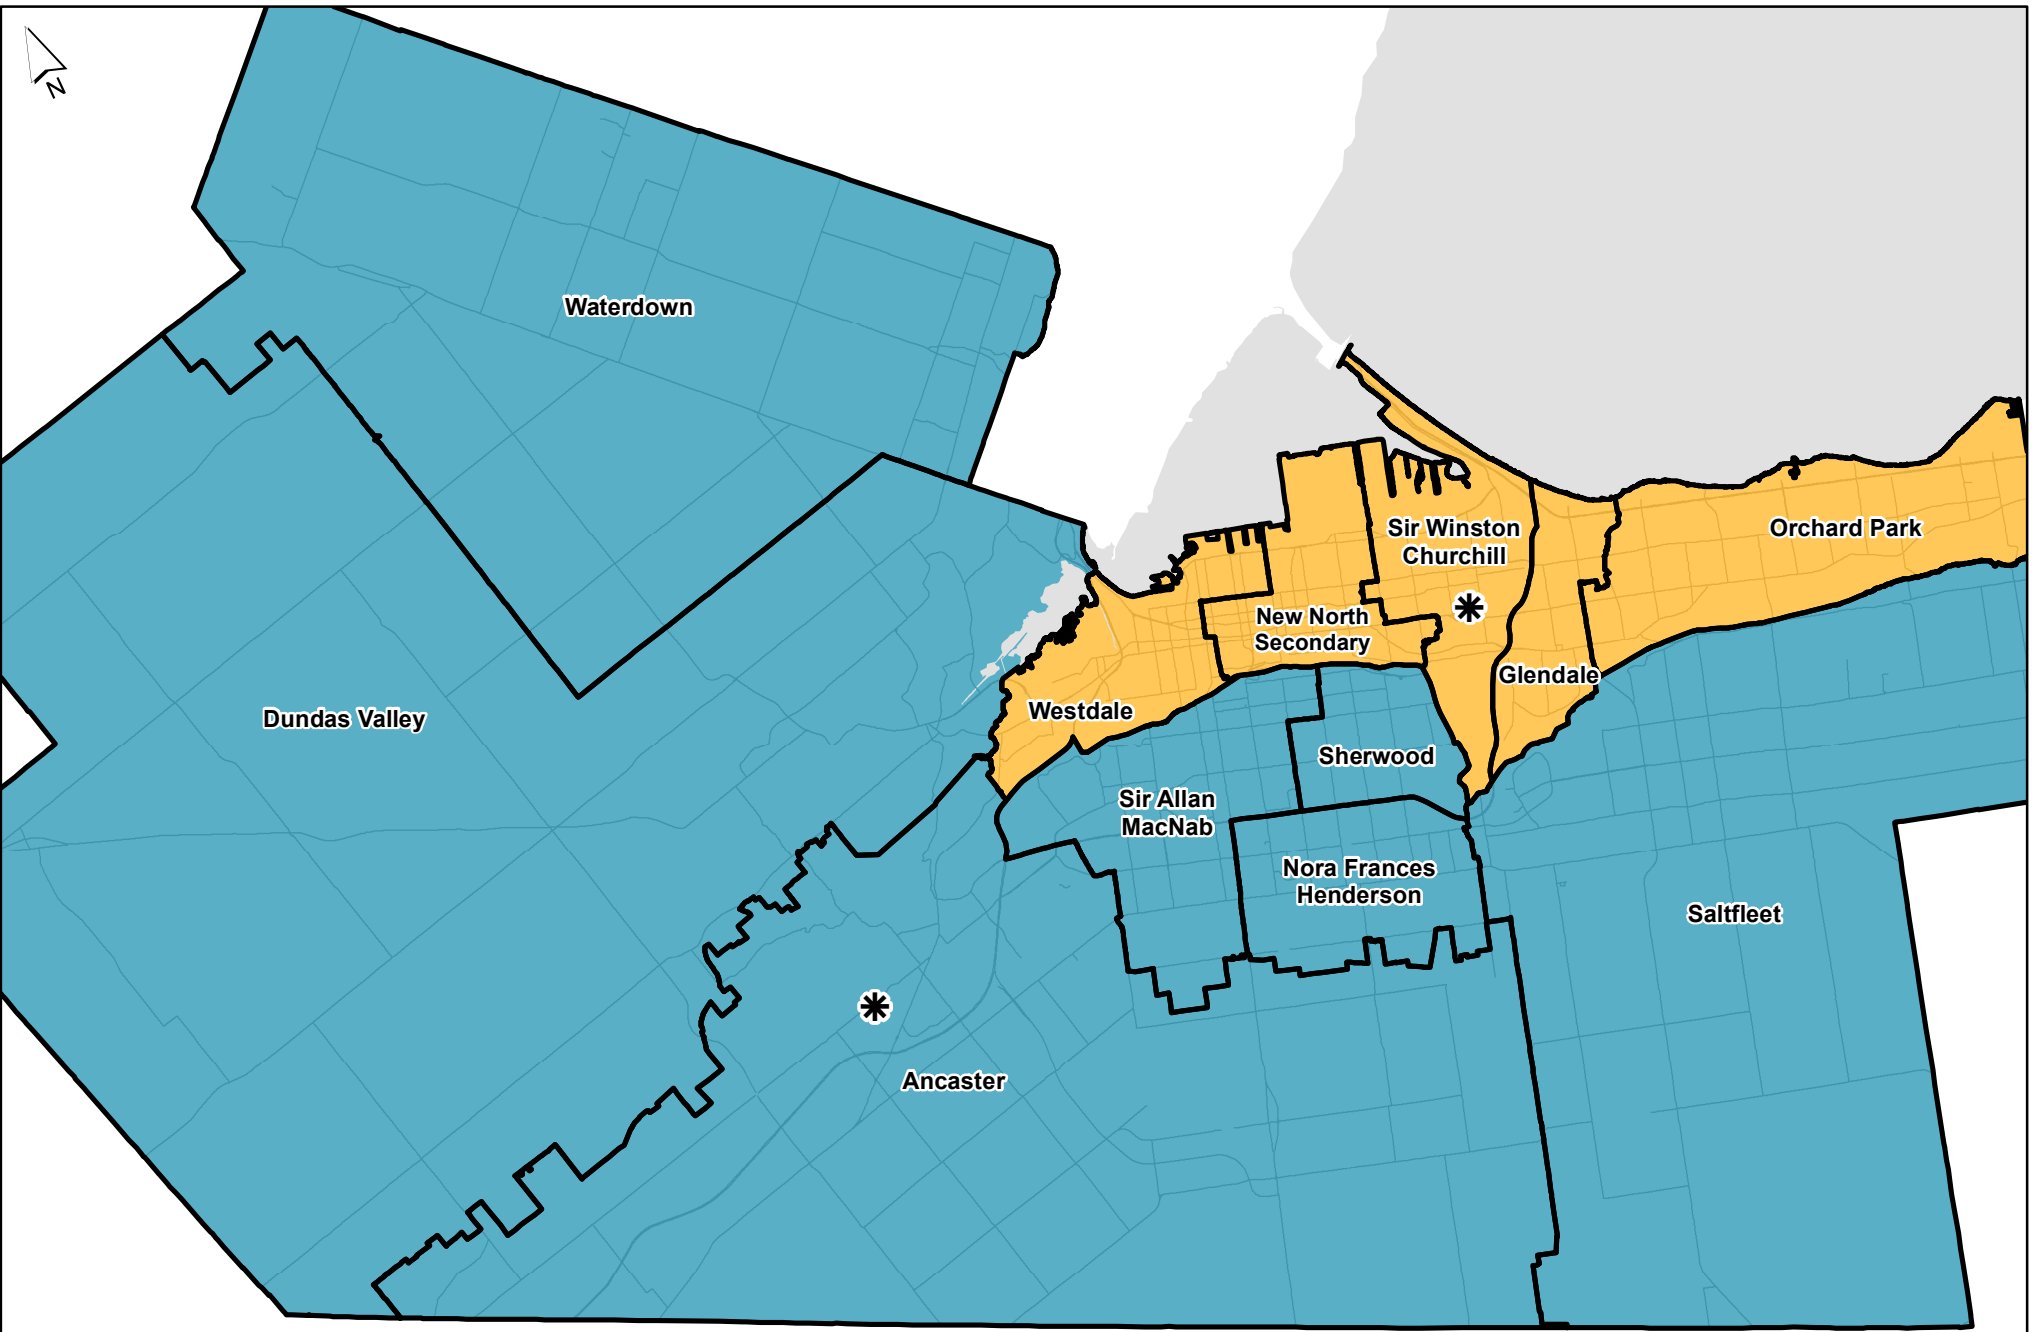 N
Waterdown
Sir Winston
Churchill
Orchard Park
New North
Secondary
Glendale
Westdale
Dundas Valley
Sherwood
Sir Allan
MacNab
Nora Frances
Henderson
Saltfleet
Ancaster